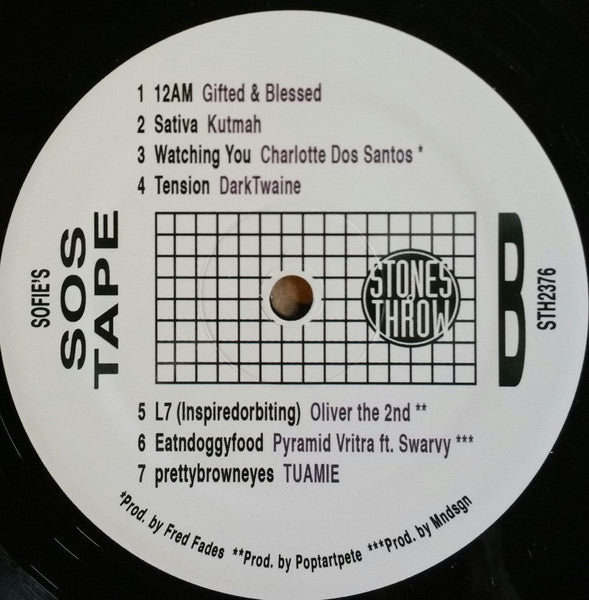 1 12AM Gifted & Blessed
2 Sativa Kutmah
3 Watching You Charlotte Dos Santos *
4 Tension DarkTwaine
SOFIE'S
SOS
TAPE
STONES
THROW
B
STH2376
5 L7 (Inspiredorbiting) Oliver the 2nd **
6 Eatndoggyfood Pyramid Vritra ft. Swarvy ***
7 prettybrowneyes TUAMIE
*Prod. by Fred Fades **Prod. by Poptartpete ***Prod. by Mndsgn